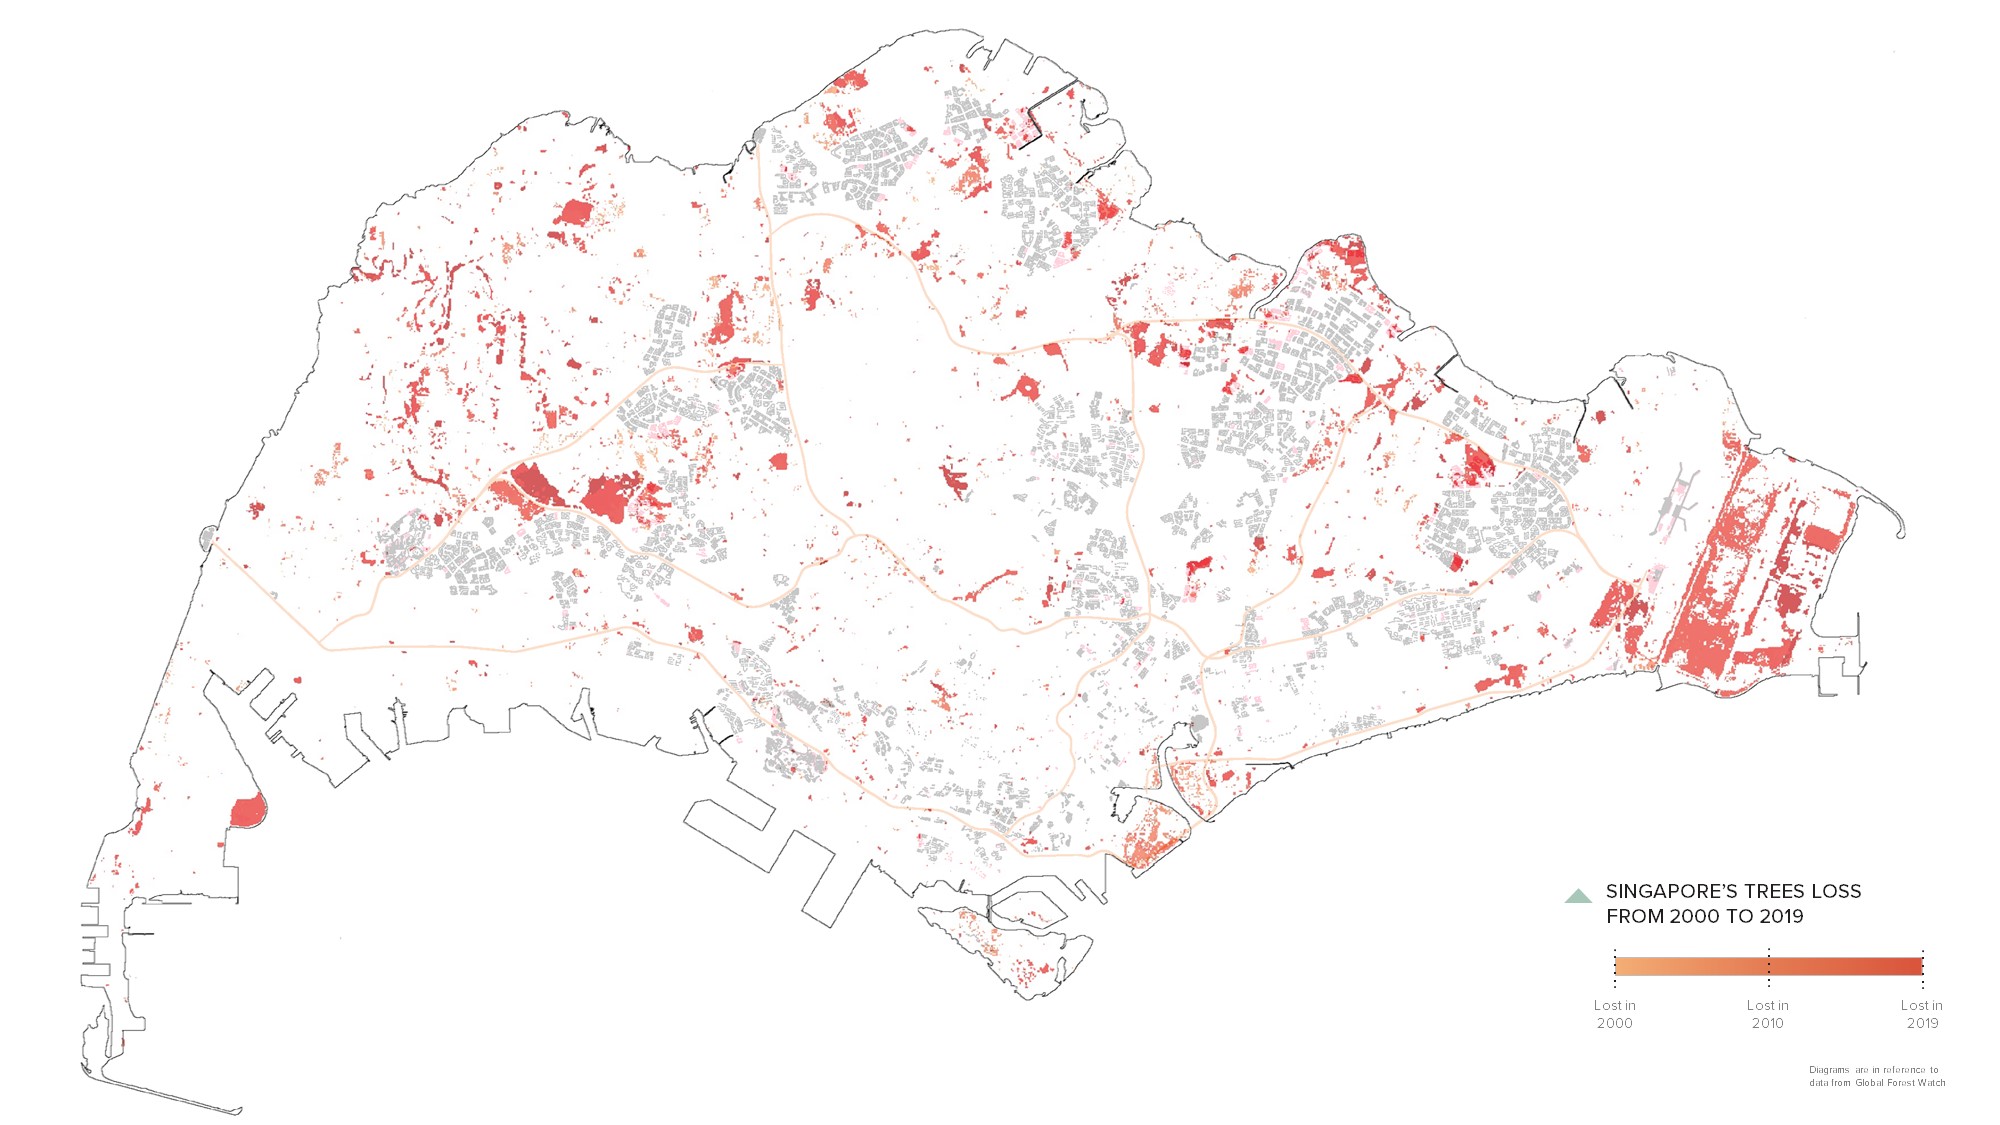 SINGAPORE'S TREES LOSS
FROM 2000 TO 2019
Lost in
2000
Lost in
2010
Lost in
2019
Diagrams are in reference to
data from Global Forest Watch